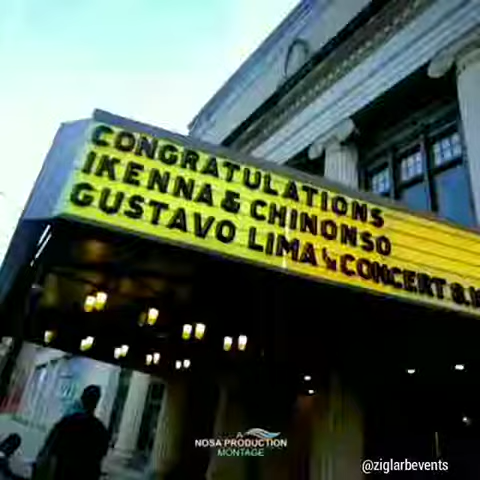 CONGRATULATIONS
IKENNA & CHINONSO
GUSTAVO LIMA CONCERT
A
NOSA PRODUCTION
MONTAGE
@ziglarbevents